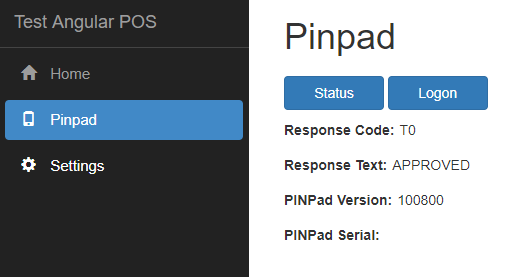 Test Angular POS
Home
Pinpad
Settings
Pinpad
Status Logon
Response Code: T0
Response Text: APPROVED
PINPad Version: 100800
PINPad Serial: